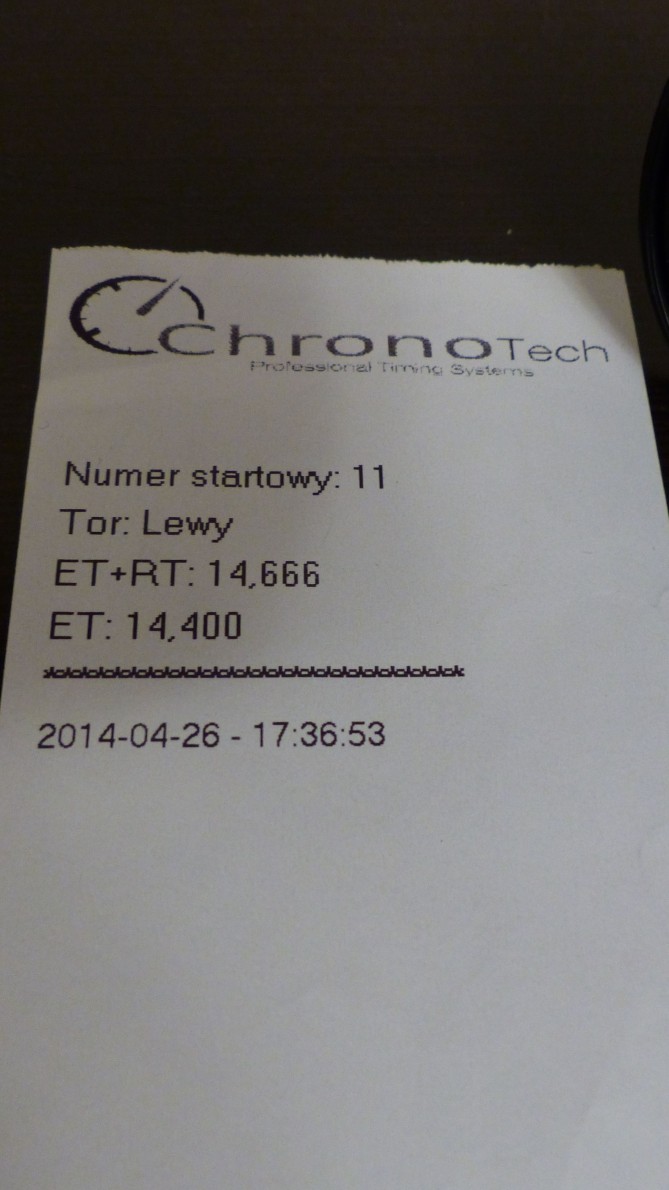 ChronoTech
Professional Timing Systems
Numer startowy: 11
Tor: Lewy
ET+RT: 14,666
ET: 14,400
***********************************
2014-04-26 - 17:36:53